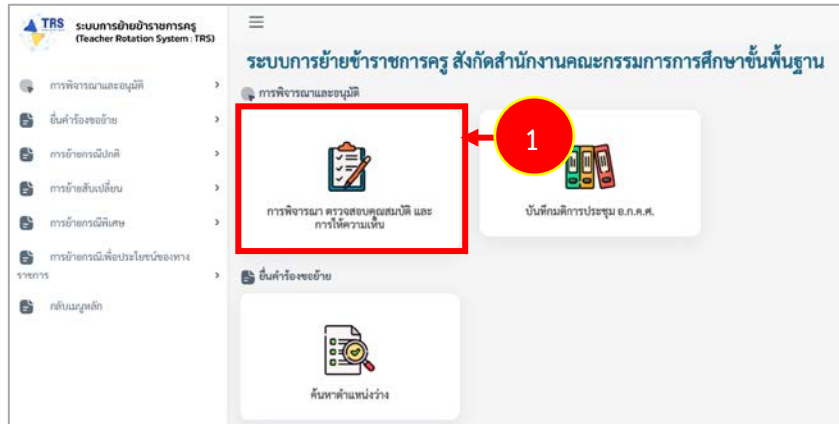 TRS ระบบการย้ายข้าราชการครู
(Teacher Rotation System : TRS)
การพิจารณาและอนุมัติ
ยื่นคำร้องขอย้าย
การย้ายกรณีปกติ
การย้ายสับเปลี่ยน
การย้ายกรณีพิเศษ
การย้ายกรณีเพื่อประโยชน์ของทาง
ราชการ
กลับเมนูหลัก
ระบบการย้ายข้าราชการครู สังกัดสำนักงานคณะกรรมการการศึกษาขั้นพื้นฐาน
การพิจารณาและอนุมัติ
1
การพิจารณา ตรวจสอบคุณสมบัติ และ
การให้ความเห็น
บันทึกมติการประชุม อ.ก.ค.ศ.
ยื่นคำร้องขอย้าย
ค้นหาตำแหน่งว่าง